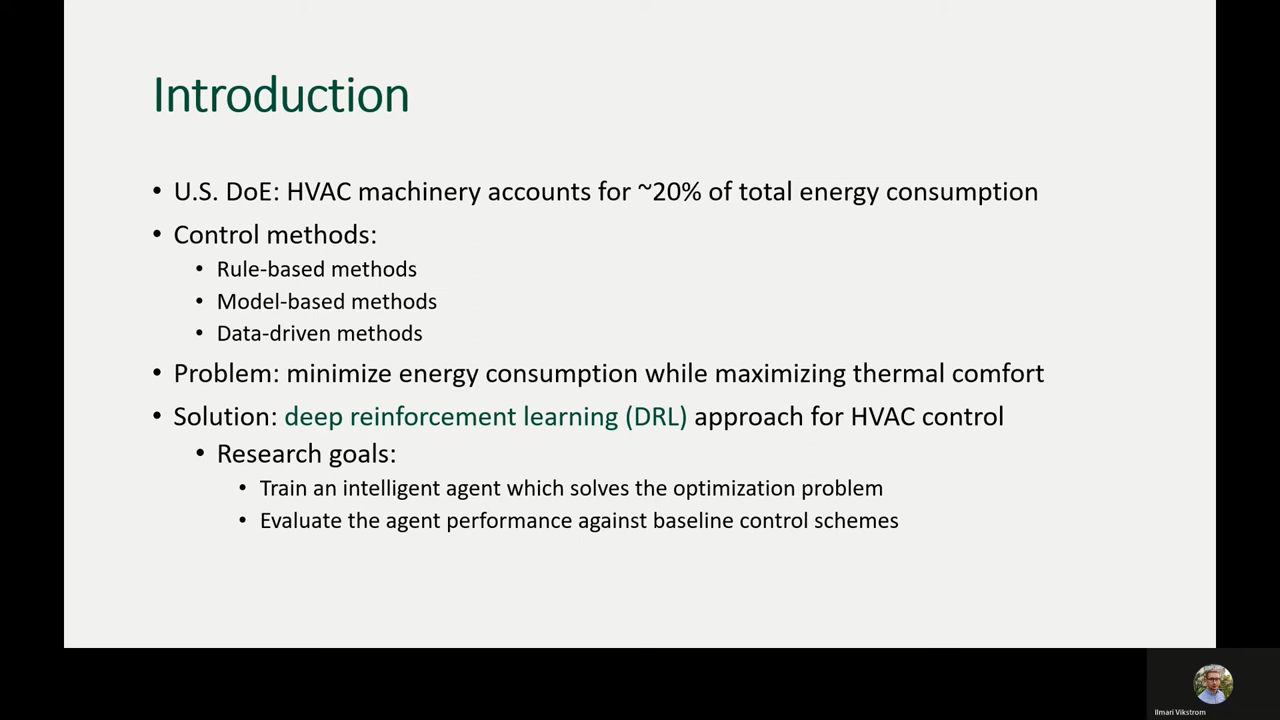 Introduction
• U.S. DoE: HVAC machinery accounts for ~20% of total energy consumption
• Control methods:
• Rule-based methods
• Model-based methods
• Data-driven methods
• Problem: minimize energy consumption while maximizing thermal comfort
• Solution: deep reinforcement learning (DRL) approach for HVAC control
• Research goals:
• Train an intelligent agent which solves the optimization problem
• Evaluate the agent performance against baseline control schemes
Ilmari Vikstrom